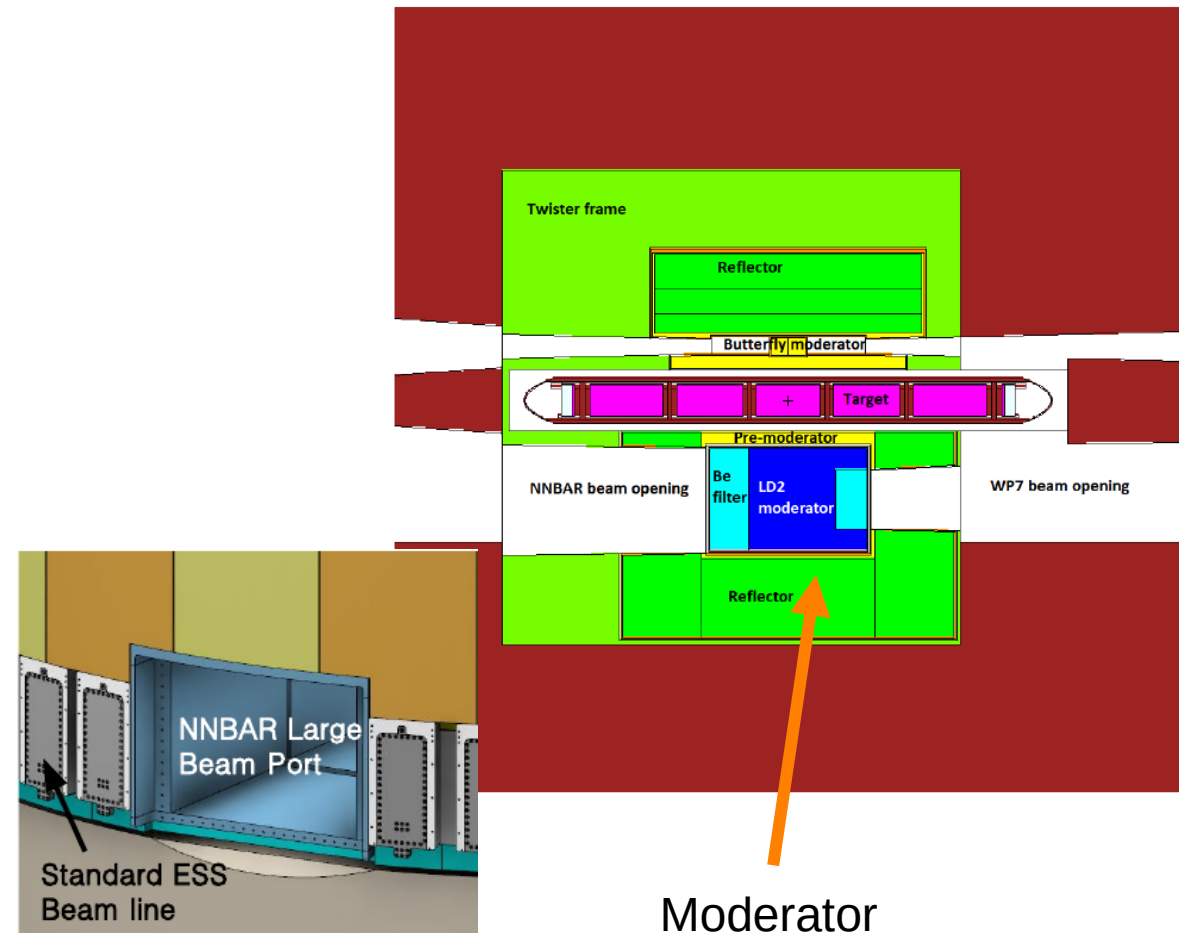 Twister frame
Reflector
Butterfly moderator
Target
Pre-moderator
NNBAR beam opening
Be
filter
LD2
moderator
WP7 beam opening
Reflector
NNBAR Large
Beam Port
Standard ESS
Beam line
Moderator